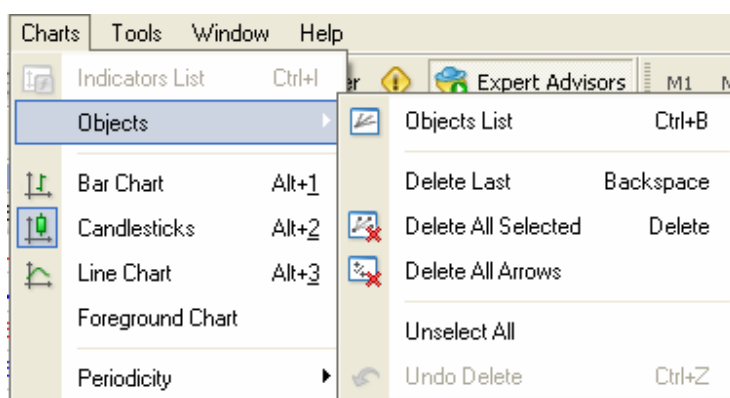 Charts Tools Window Help
Indicators List Ctrl+I
Expert Advisors M1
Objects
Objects List Ctrl+B
Bar Chart Alt+1
Delete Last Backspace
Candlesticks Alt+2
Delete All Selected Delete
Line Chart Alt+3
Delete All Arrows
Foreground Chart
Unselect All
Periodicity
Undo Delete Ctrl+Z